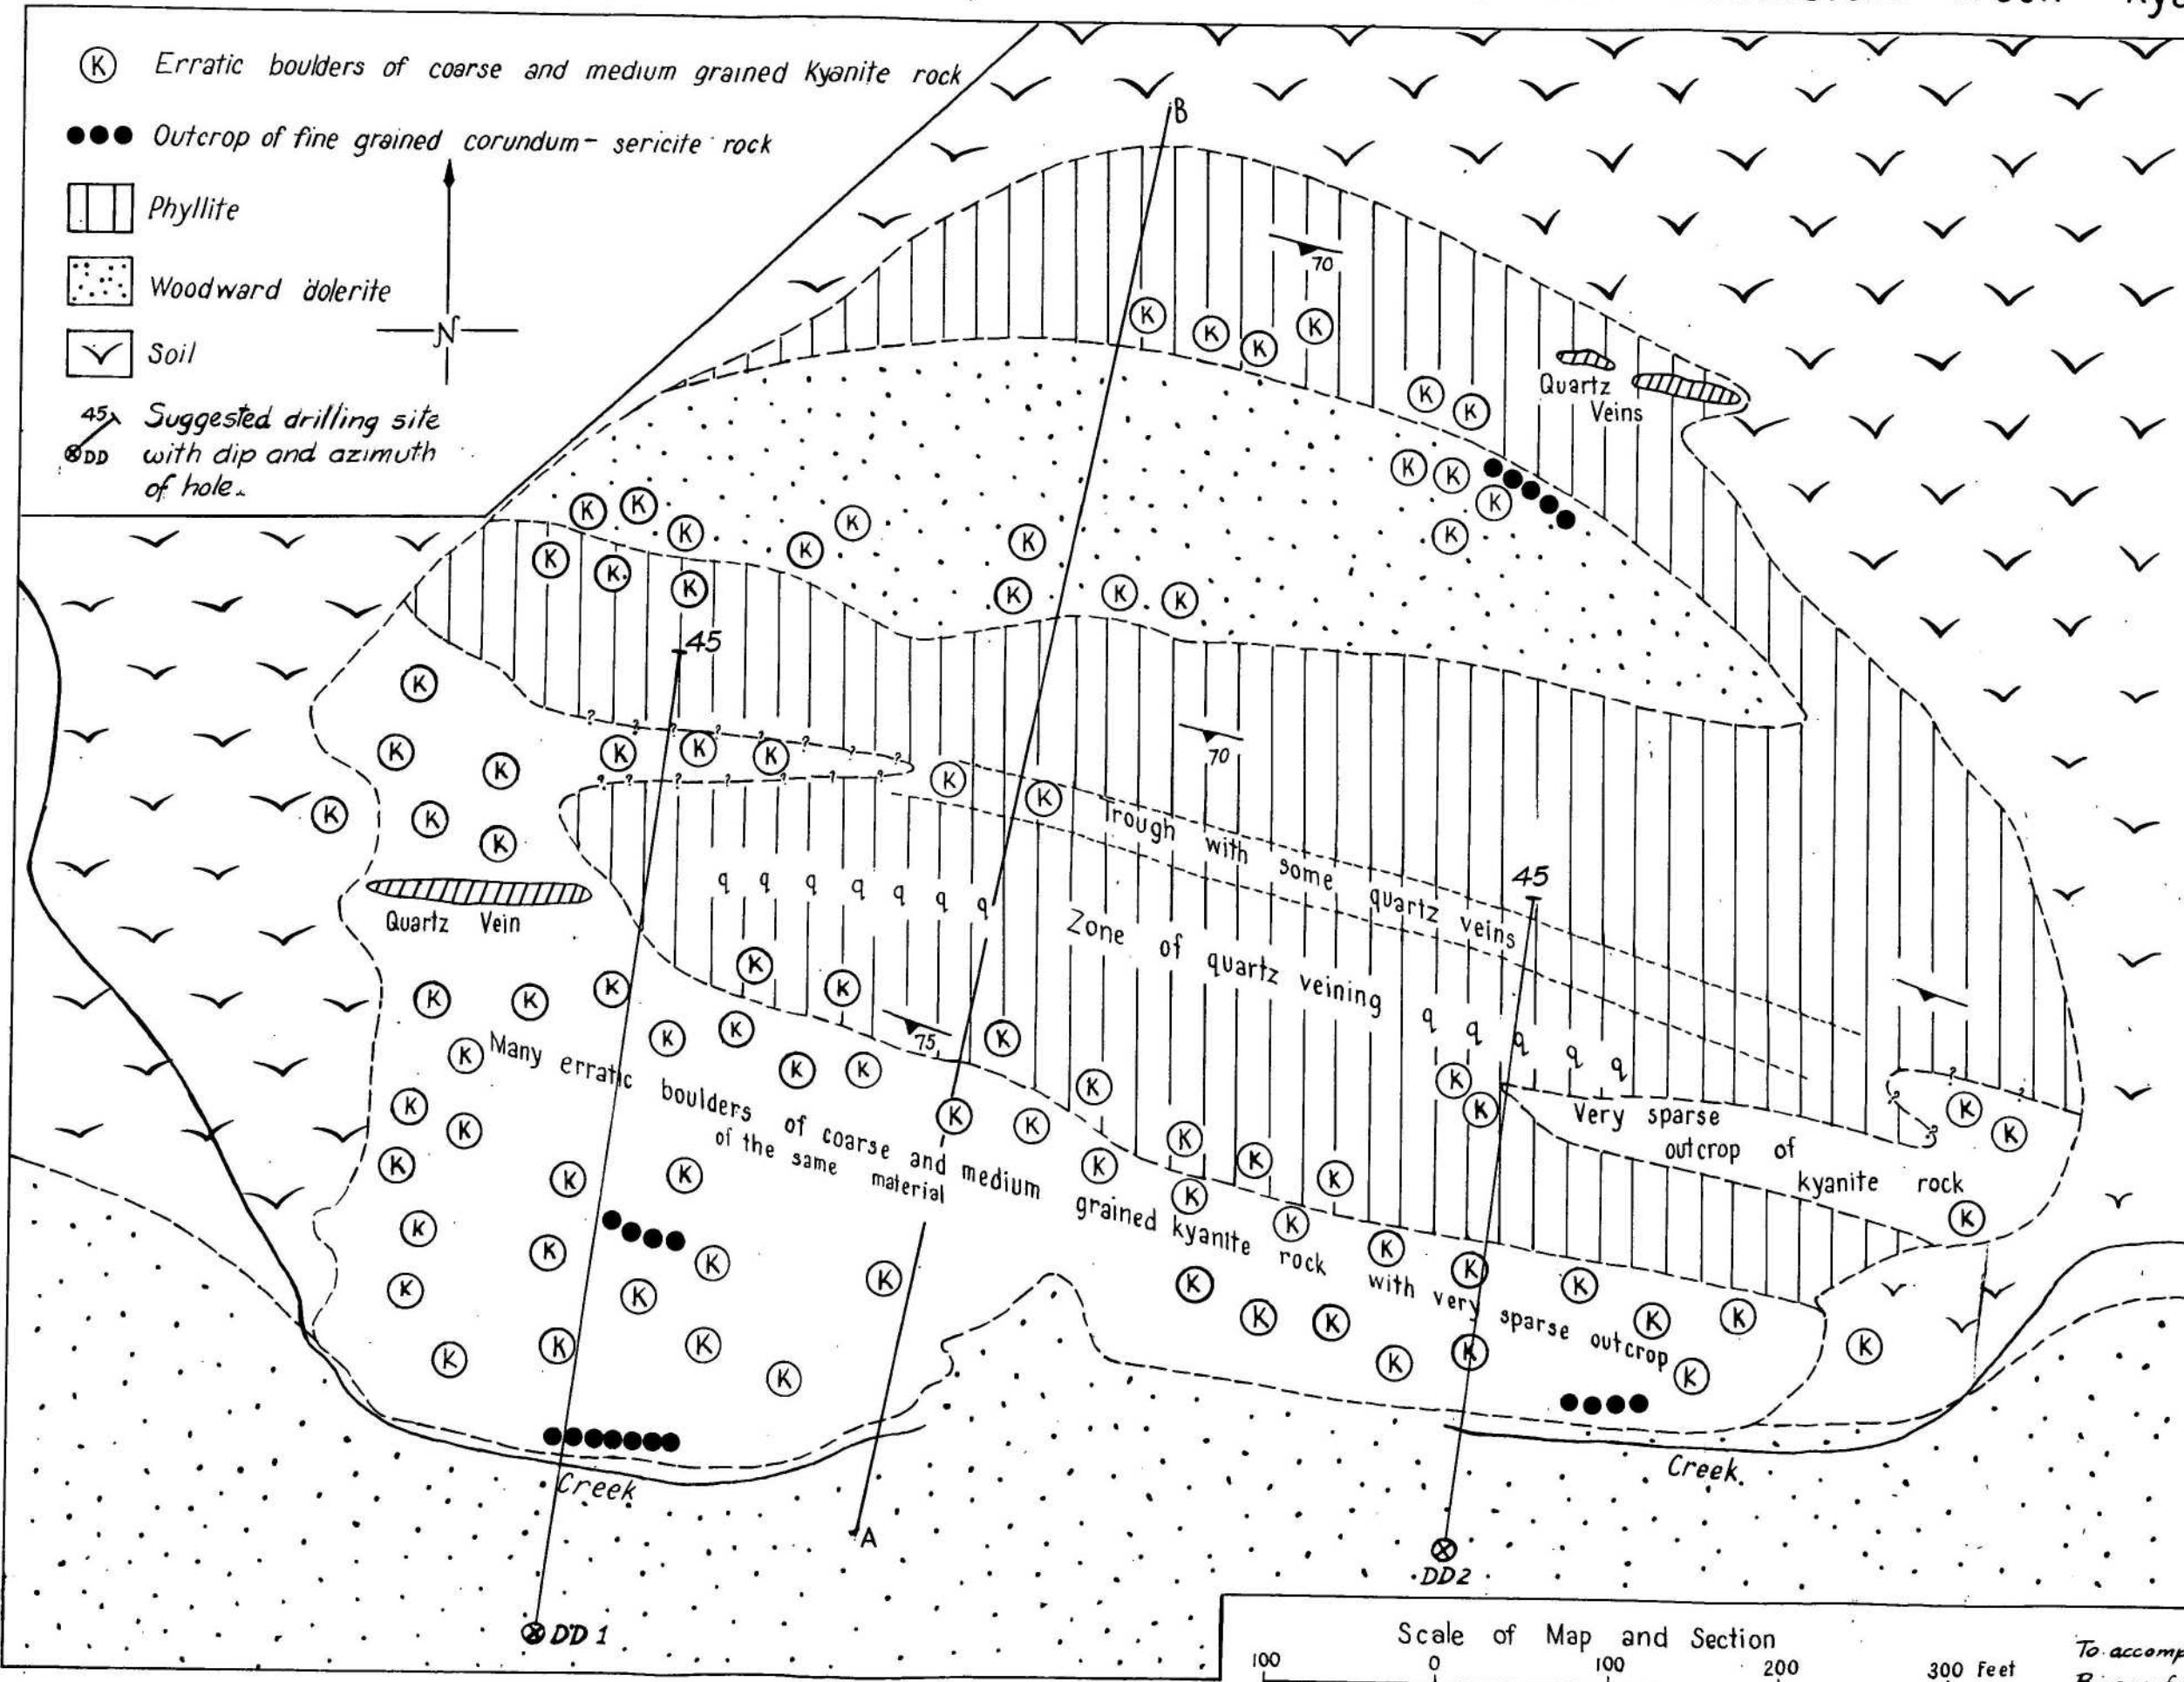 Ⓚ Erratic boulders of coarse and medium grained Kyanite rock
Outcrop of fine grained corundum - sericite rock
Phyllite
Woodward dolerite
Soil
45 Suggested drilling site
DD with dip and azimuth
of hole.
N
B
70
Quartz
Veins
45
70
Trough with some quartz veins
45
Quartz Vein
q q q q q q q
Zone of quartz veining
q q q q q
75
Many erratic boulders of coarse and medium grained kyanite rock with very sparse outcrop
of the same material
Very sparse
outcrop of
kyanite rock
Creek
Creek.
A
DD 1
DD2
Scale of Map and Section
100 0 100 200 300 Feet